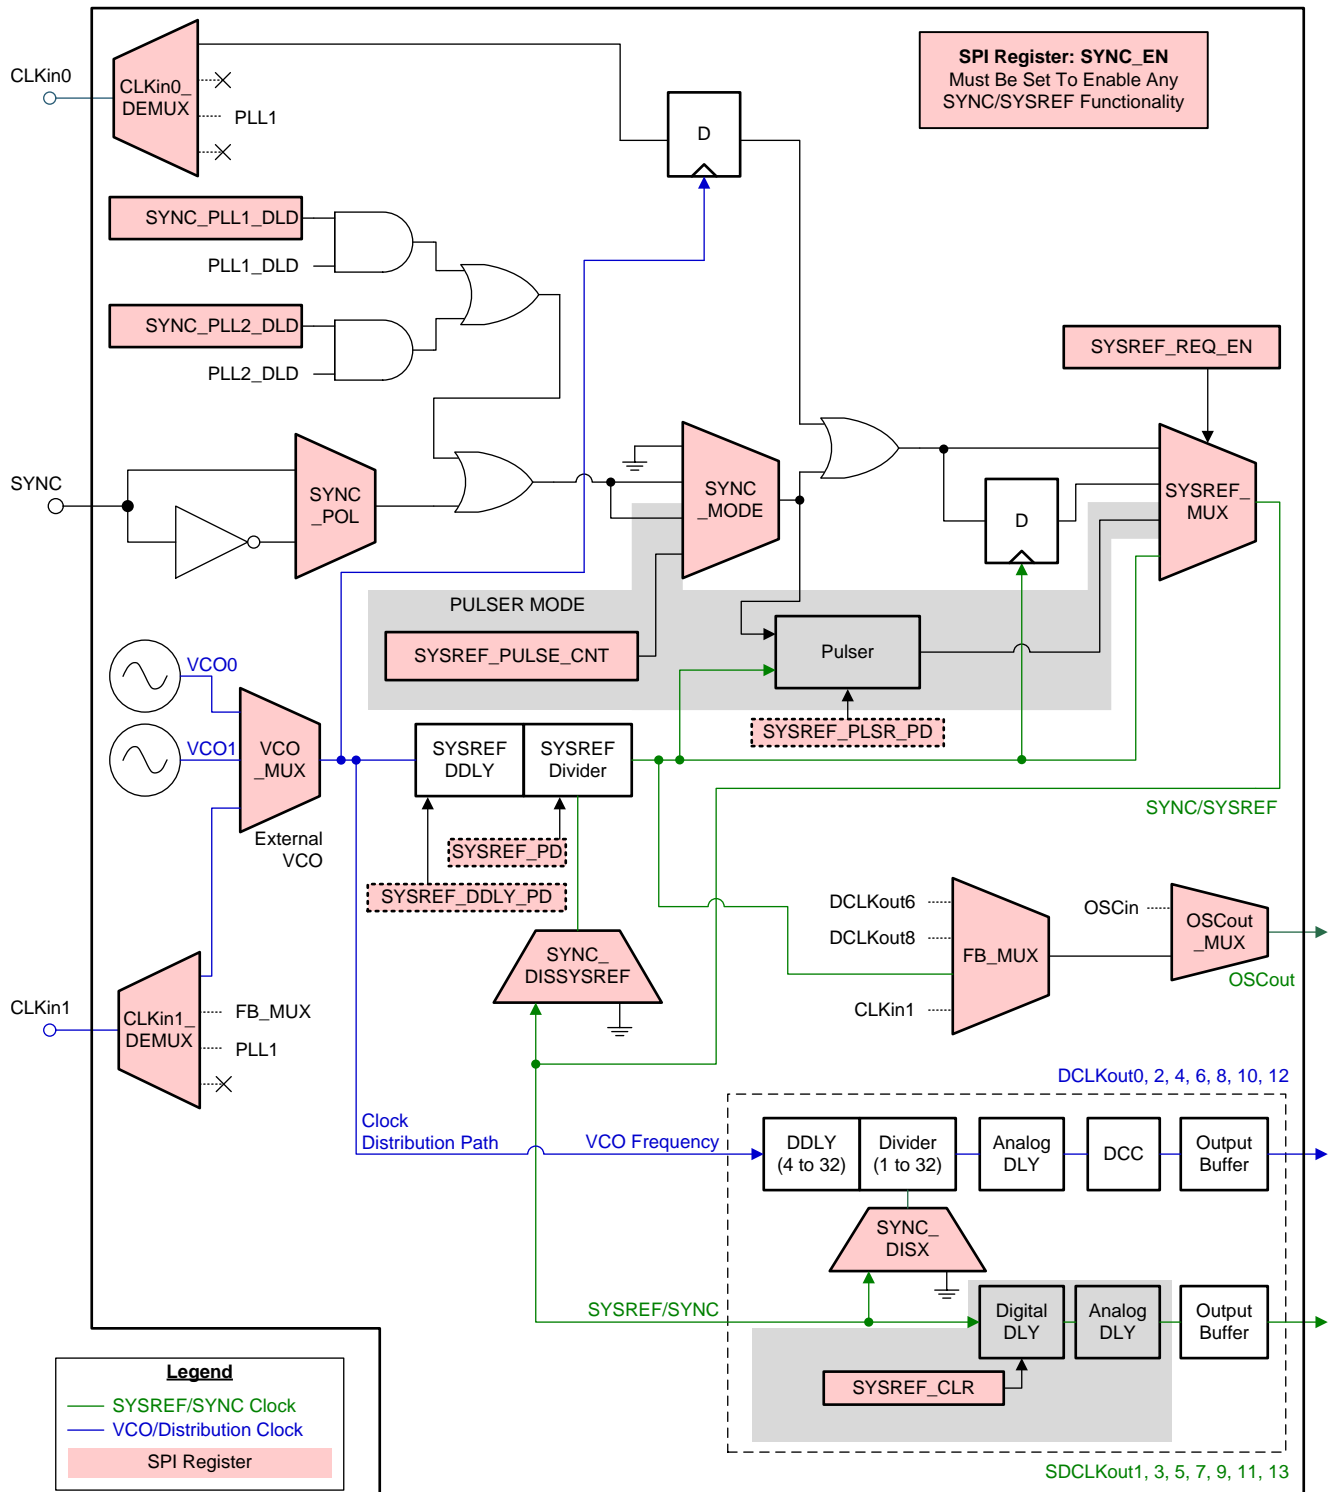 SPI Register: SYNC_EN
Must Be Set To Enable Any
SYNC/SYSREF Functionality
CLKin0
CLKin0_
DEMUX
PLL1
D
SYNC_PLL1_DLD
PLL1_DLD
SYNC_PLL2_DLD
PLL2_DLD
SYSREF_REQ_EN
SYNC
SYNC
_POL
SYNC
_MODE
D
SYSREF_
MUX
PULSER MODE
SYSREF_PULSE_CNT
Pulser
SYSREF_PLSR_PD
VCO0
VCO1
VCO
_MUX
External
VCO
SYSREF
DDLY
SYSREF
Divider
SYSREF_PD
SYSREF_DDLY_PD
SYNC/SYSREF
SYNC_
DISSYSREF
DCLKout6
DCLKout8
CLKin1
FB_MUX
OSCin
OSCout
_MUX
OSCout
CLKin1
CLKin1_
DEMUX
FB_MUX
PLL1
DCLKout0, 2, 4, 6, 8, 10, 12
Clock
Distribution Path
VCO Frequency
DDLY
(4 to 32)
Divider
(1 to 32)
Analog
DLY
DCC
Output
Buffer
SYNC_
DISX
SYSREF/SYNC
Digital
DLY
Analog
DLY
Output
Buffer
SYSREF_CLR
SDCLKout1, 3, 5, 7, 9, 11, 13
Legend
SYSREF/SYNC Clock
VCO/Distribution Clock
SPI Register